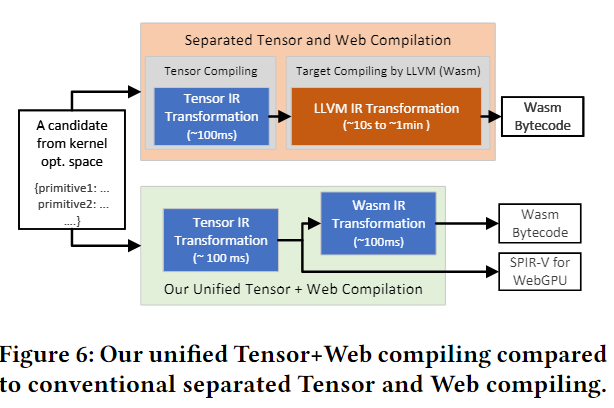 Separated Tensor and Web Compilation
Tensor Compiling
Target Compiling by LLVM (Wasm)
Tensor IR
Transformation
(~100ms)
LLVM IR Transformation
(~10s to ~1min )
Wasm
Bytecode
A candidate
from kernel
opt. space
{primitive1: ...
primitive2: ...
....}
Tensor IR
Transformation
(~ 100 ms)
Wasm IR
Transformation
(~100ms)
Wasm
Bytecode
SPIR-V for
WebGPU
Our Unified Tensor + Web Compilation
Figure 6: Our unified Tensor+Web compiling compared
to conventional separated Tensor and Web compiling.